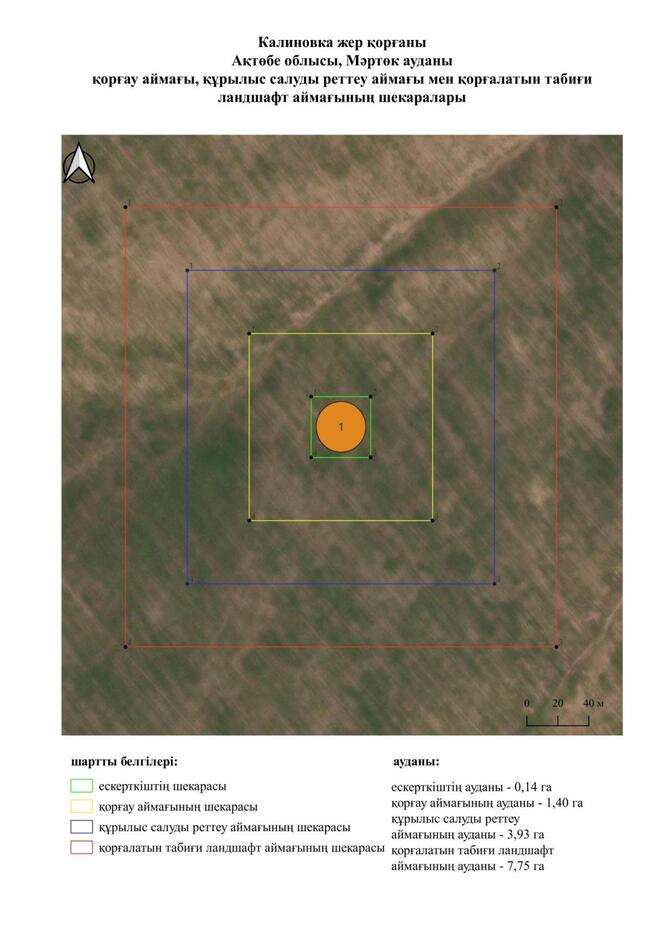 Калиновка жер қорғаны
Ақтөбе облысы, Мәртөк ауданы
қорғау аймағы, құрылыс салуды реттеу аймағы мен қорғалатын табиғи
ландшафт аймағының шекаралары
1
0 20 40 м
шартты белгілері:
ескерткіштің шекарасы
қорғау аймағының шекарасы
құрылыс салуды реттеу аймағының шекарасы
қорғалатын табиғи ландшафт аймағының шекарасы
ауданы:
ескерткіштің ауданы - 0,14 га
қорғау аймағының ауданы - 1,40 га
құрылыс салуды реттеу
аймағының ауданы - 3,93 га
қорғалатын табиғи ландшафт
аймағының ауданы - 7,75 га